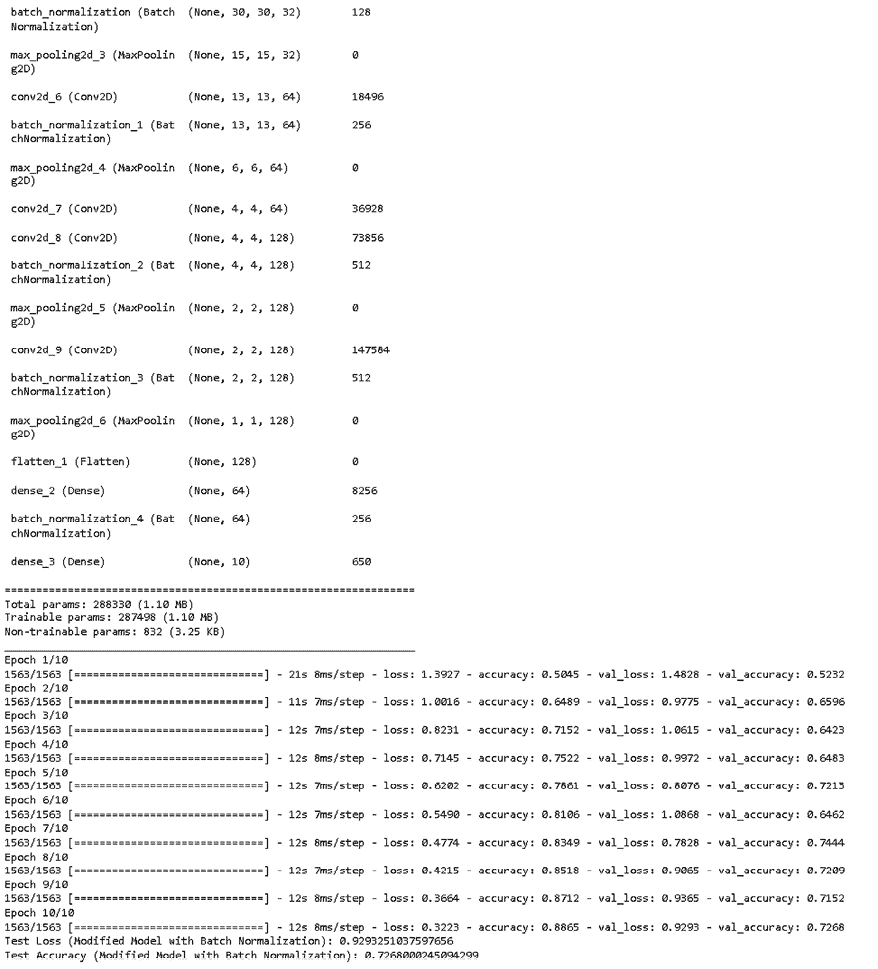 batch_normalization (Batch  (None, 30, 30, 32)  128
Normalization)
max_pooling2d_3 (MaxPoolin  (None, 15, 15, 32)  0
g2D)
conv2d_6 (Conv2D)  (None, 13, 13, 64)  18496
batch_normalization_1 (Bat  (None, 13, 13, 64)  256
chNormalization)
max_pooling2d_4 (MaxPoolin  (None, 6, 6, 64)  0
g2D)
conv2d_7 (Conv2D)  (None, 4, 4, 64)  36928
conv2d_8 (Conv2D)  (None, 4, 4, 128)  73856
batch_normalization_2 (Bat  (None, 4, 4, 128)  512
chNormalization)
max_pooling2d_5 (MaxPoolin  (None, 2, 2, 128)  0
g2D)
conv2d_9 (Conv2D)  (None, 2, 2, 128)  147584
batch_normalization_3 (Bat  (None, 2, 2, 128)  512
chNormalization)
max_pooling2d_6 (MaxPoolin  (None, 1, 1, 128)  0
g2D)
flatten_1 (Flatten)  (None, 128)  0
dense_2 (Dense)  (None, 64)  8256
batch_normalization_4 (Bat  (None, 64)  256
chNormalization)
dense_3 (Dense)  (None, 10)  650
=================================================================
Total params: 288330 (1.10 MB)
Trainable params: 287498 (1.10 MB)
Non-trainable params: 832 (3.25 KB)
_________________________________________________________________
Epoch 1/10
1563/1563 [==============================] - 21s 8ms/step - loss: 1.3927 - accuracy: 0.5045 - val_loss: 1.4828 - val_accuracy: 0.5232
Epoch 2/10
1563/1563 [==============================] - 11s 7ms/step - loss: 1.0016 - accuracy: 0.6489 - val_loss: 0.9775 - val_accuracy: 0.6596
Epoch 3/10
1563/1563 [==============================] - 12s 7ms/step - loss: 0.8231 - accuracy: 0.7152 - val_loss: 1.0615 - val_accuracy: 0.6423
Epoch 4/10
1563/1563 [==============================] - 12s 8ms/step - loss: 0.7145 - accuracy: 0.7522 - val_loss: 0.9972 - val_accuracy: 0.6483
Epoch 5/10
1563/1563 [==============================] - 12s 7ms/step - loss: 0.6202 - accuracy: 0.7861 - val_loss: 0.8076 - val_accuracy: 0.7213
Epoch 6/10
1563/1563 [==============================] - 12s 7ms/step - loss: 0.5490 - accuracy: 0.8106 - val_loss: 1.0868 - val_accuracy: 0.6462
Epoch 7/10
1563/1563 [==============================] - 12s 8ms/step - loss: 0.4774 - accuracy: 0.8349 - val_loss: 0.7828 - val_accuracy: 0.7444
Epoch 8/10
1563/1563 [==============================] - 12s 7ms/step - loss: 0.4215 - accuracy: 0.8518 - val_loss: 0.9065 - val_accuracy: 0.7209
Epoch 9/10
1563/1563 [==============================] - 12s 8ms/step - loss: 0.3664 - accuracy: 0.8712 - val_loss: 0.9365 - val_accuracy: 0.7152
Epoch 10/10
1563/1563 [==============================] - 12s 8ms/step - loss: 0.3223 - accuracy: 0.8865 - val_loss: 0.9293 - val_accuracy: 0.7268
Test Loss (Modified Model with Batch Normalization): 0.9293251037597656
Test Accuracy (Modified Model with Batch Normalization): 0.7268000245094299